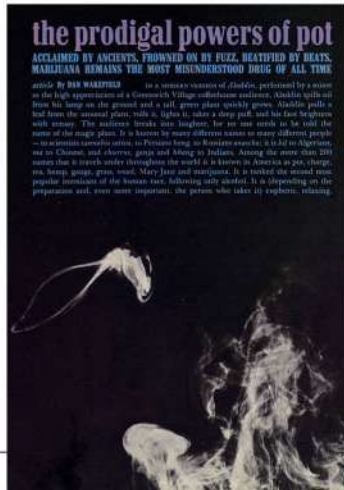 the prodigal powers of pot
ACCLAIMED BY ANCIENTS, FROWNED ON BY FUZZ, BEATIFIED BY BEATS,
MARIJUANA REMAINS THE MOST MISUNDERSTOOD DRUG OF ALL TIME
article By DAN WAKEFIELD IN A MODERN VERSION of Aladdin, performed by a mime
to the high appreciation of a Greenwich Village coffeehouse audience, Aladdin spills oil
from his lamp on the ground and a tall, green plant quickly grows. Aladdin pulls a
leaf from the unusual plant, rolls it, lights it, takes a deep puff, and his face brightens
with ecstasy. The audience breaks into laughter, for no one needs to be told the
name of the magic plant. It is known by many different names to many different people
— to scientists cannabis sativa, to Persians beng, to Russians anascha; it is kif to Algerians,
ma to Chinese, and charras, ganja and bhang to Indians. Among the more than 200
names that it travels under throughout the world it is known in America as pot, charge,
tea, hemp, gauge, grass, weed, Mary Jane and marijuana. It is ranked the second most
popular intoxicant of the human race, following only alcohol. It is (depending on the
preparation and, even more important, the person who takes it) euphoric, relaxing,